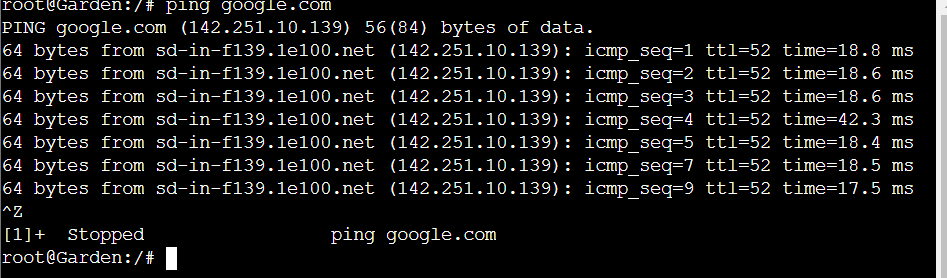 root@Garden:/# ping google.com
PING google.com (142.251.10.139) 56(84) bytes of data.
64 bytes from sd-in-f139.1e100.net (142.251.10.139): icmp_seq=1 ttl=52 time=18.8 ms
64 bytes from sd-in-f139.1e100.net (142.251.10.139): icmp_seq=2 ttl=52 time=18.6 ms
64 bytes from sd-in-f139.1e100.net (142.251.10.139): icmp_seq=3 ttl=52 time=18.6 ms
64 bytes from sd-in-f139.1e100.net (142.251.10.139): icmp_seq=4 ttl=52 time=42.3 ms
64 bytes from sd-in-f139.1e100.net (142.251.10.139): icmp_seq=5 ttl=52 time=18.4 ms
64 bytes from sd-in-f139.1e100.net (142.251.10.139): icmp_seq=7 ttl=52 time=18.5 ms
64 bytes from sd-in-f139.1e100.net (142.251.10.139): icmp_seq=9 ttl=52 time=17.5 ms
^Z
[1]+  Stopped                 ping google.com
root@Garden:/#